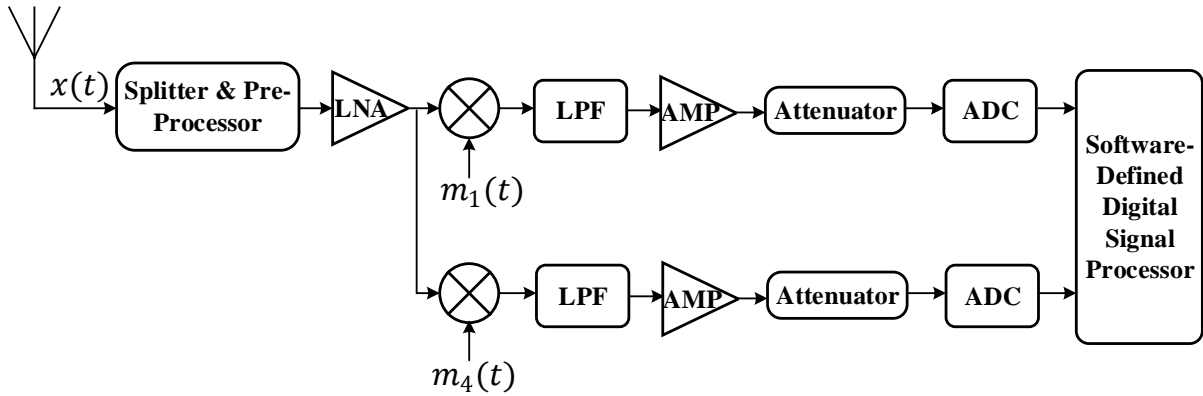 x(t)
Splitter & Pre-
Processor
LNA
m₁(t)
LPF
AMP
Attenuator
ADC
Software-
Defined
Digital
Signal
Processor
m₄(t)
LPF
AMP
Attenuator
ADC